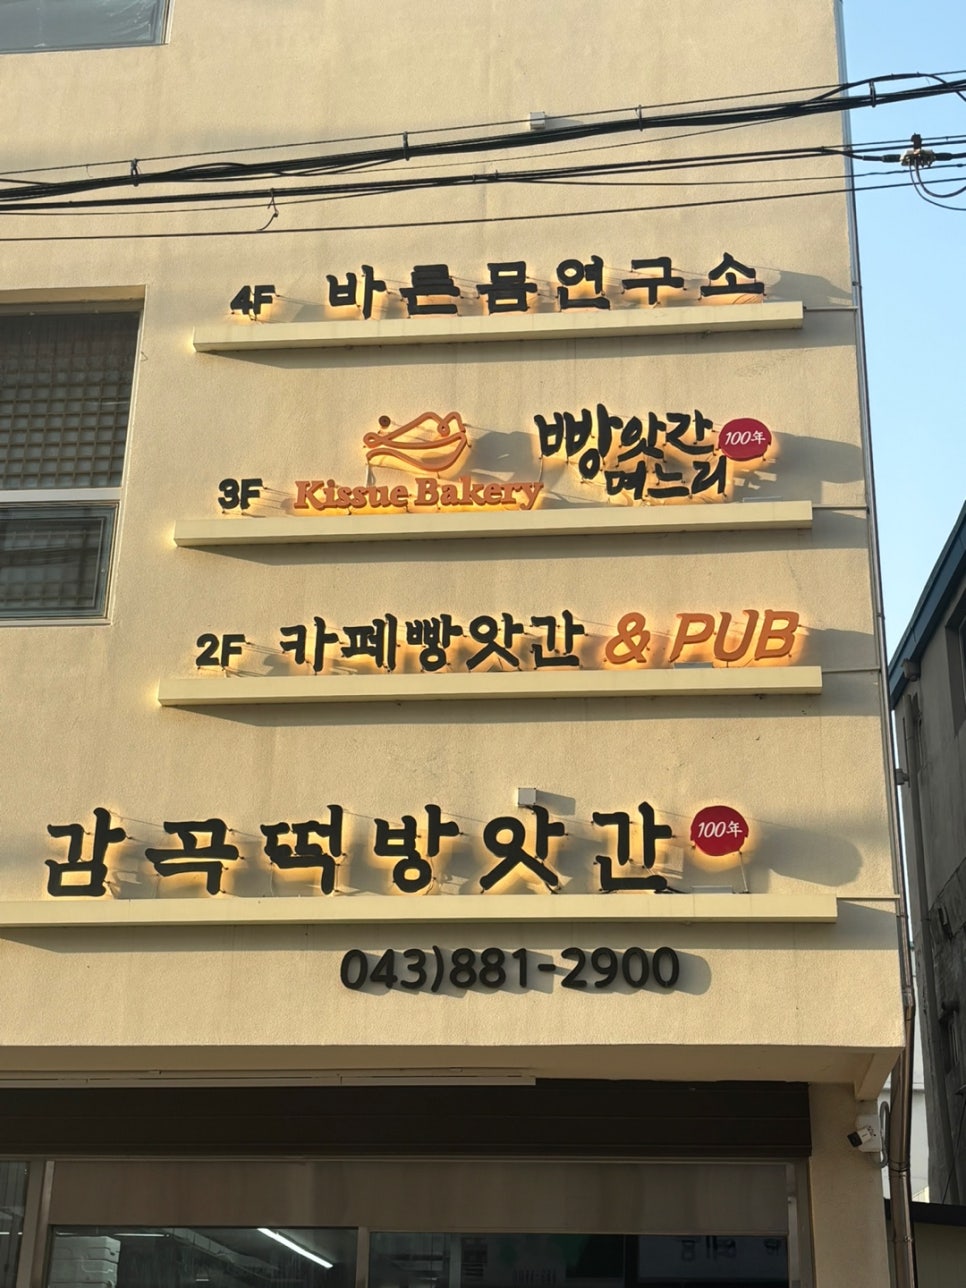 4F 바른몸연구소
3F Kissue Bakery 빵앗간 100年
며느리
2F 카페빵앗간 & PUB
감곡떡방앗간 100年
043)881-2900